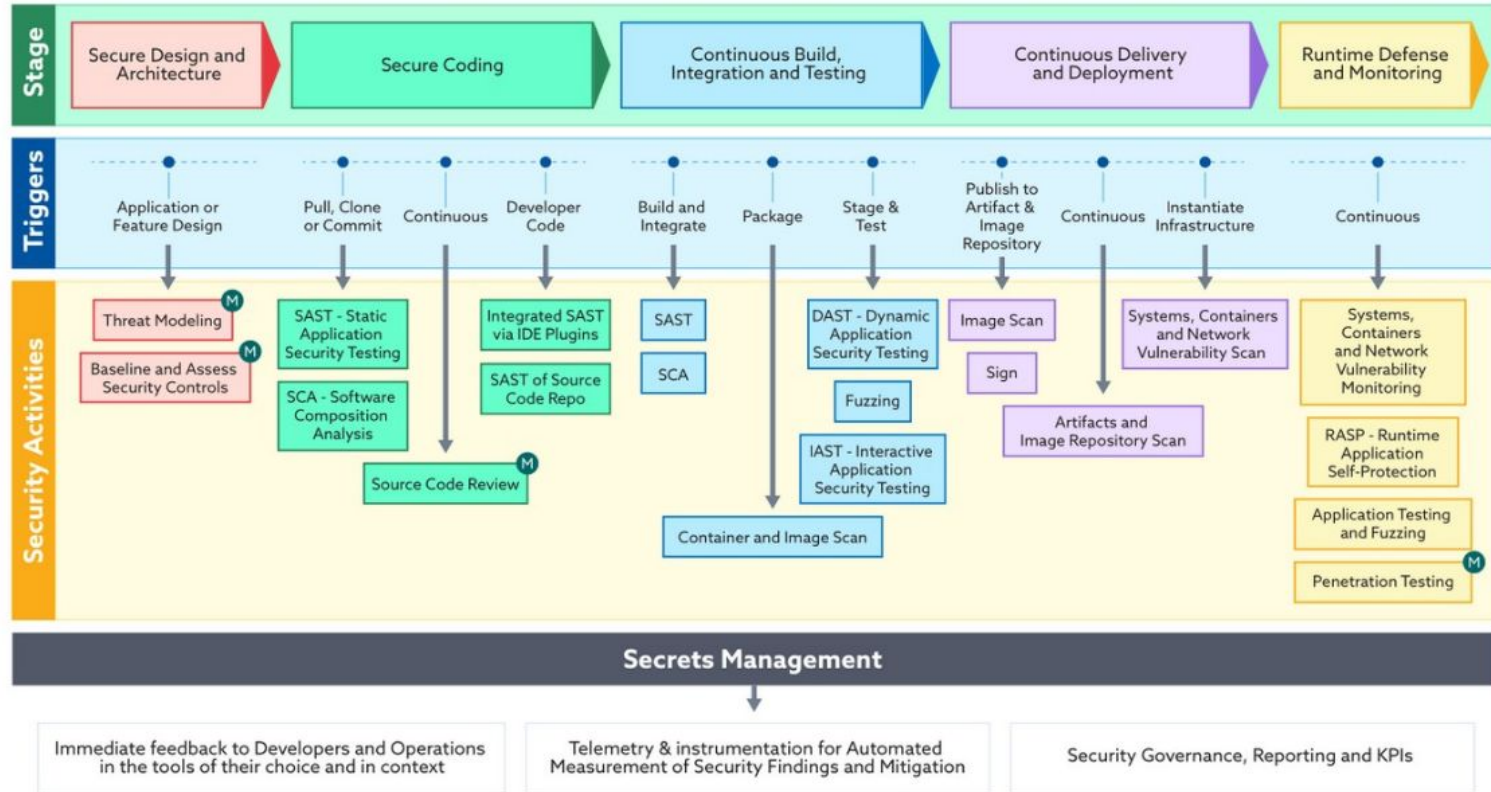 Stage
Secure Design and
Architecture
Secure Coding
Continuous Build,
Integration and Testing
Continuous Delivery
and Deployment
Runtime Defense
and Monitoring
Triggers
Application or
Feature Design
Pull, Clone
or Commit
Continuous
Developer
Code
Build and
Integrate
Package
Stage &
Test
Publish to
Artifact &
Image
Repository
Continuous
Instantiate
Infrastructure
Continuous
Security Activities
Threat Modeling
M
Baseline and Assess
Security Controls
M
SAST - Static
Application
Security Testing
SCA - Software
Composition
Analysis
Source Code Review
M
Integrated SAST
via IDE Plugins
SAST of Source
Code Repo
SAST
SCA
Container and Image Scan
DAST - Dynamic
Application
Security Testing
Fuzzing
IAST - Interactive
Application
Security Testing
Image Scan
Sign
Artifacts and
Image Repository Scan
Systems, Containers
and Network
Vulnerability Scan
Systems,
Containers
and Network
Vulnerability
Monitoring
RASP - Runtime
Application
Self-Protection
Application Testing
and Fuzzing
Penetration Testing
M
Secrets Management
Immediate feedback to Developers and Operations
in the tools of their choice and in context
Telemetry & instrumentation for Automated
Measurement of Security Findings and Mitigation
Security Governance, Reporting and KPIs